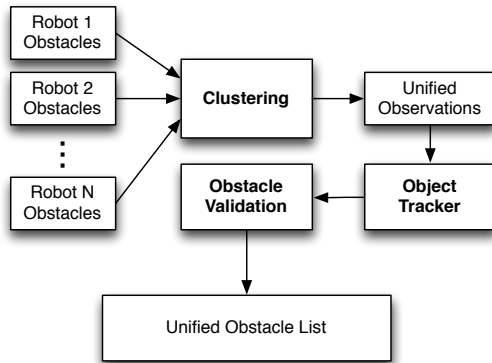 Robot 1
Obstacles
Robot 2
Obstacles
Clustering
Unified
Observations
Robot N
Obstacles
Obstacle
Validation
Object
Tracker
Unified Obstacle List